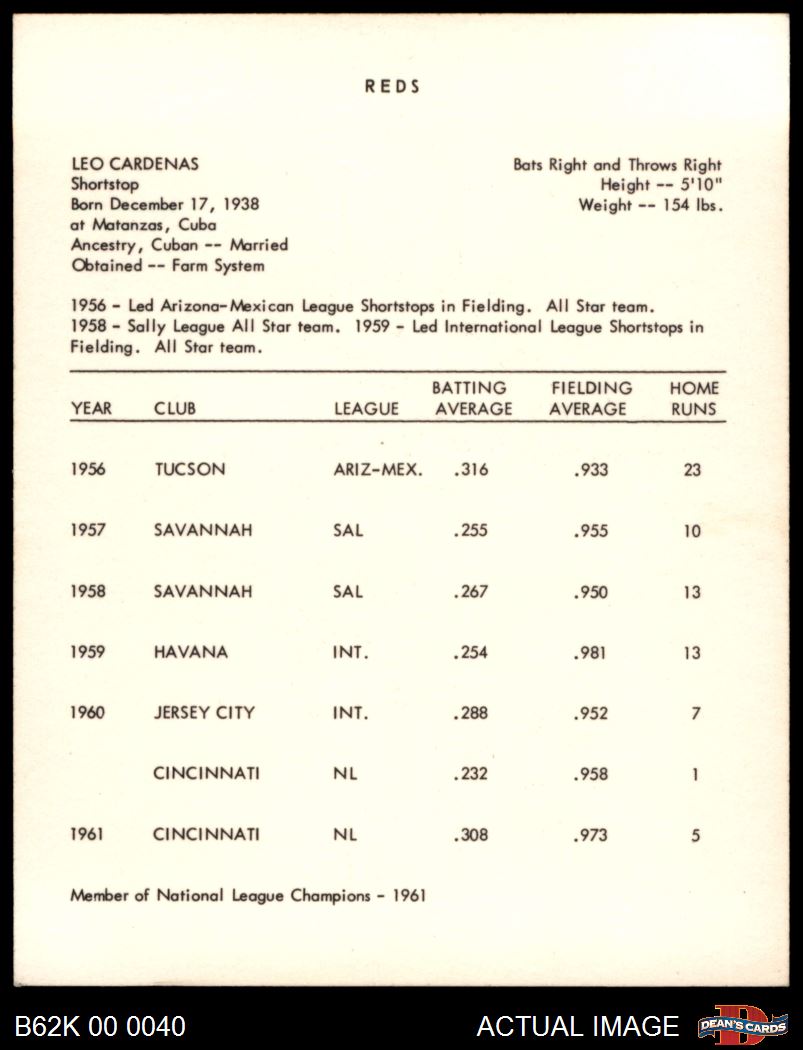 REDS
LEO CARDENAS
Shortstop
Born December 17, 1938
at Matanzas, Cuba
Ancestry, Cuban -- Married
Obtained -- Farm System
Bats Right and Throws Right
Height -- 5'10"
Weight -- 154 lbs.
1956 - Led Arizona-Mexican League Shortstops in Fielding. All Star team.
1958 - Sally League All Star team. 1959 - Led International League Shortstops in
Fielding. All Star team.
YEAR CLUB LEAGUE BATTING AVERAGE FIELDING AVERAGE HOME RUNS
1956 TUCSON ARIZ-MEX. .316 .933 23
1957 SAVANNAH SAL .255 .955 10
1958 SAVANNAH SAL .267 .950 13
1959 HAVANA INT. .254 .981 13
1960 JERSEY CITY INT. .288 .952 7
CINCINNATI NL .232 .958 1
1961 CINCINNATI NL .308 .973 5
Member of National League Champions - 1961
B62K 00 0040
ACTUAL IMAGE
D
DEAN'S CARDS